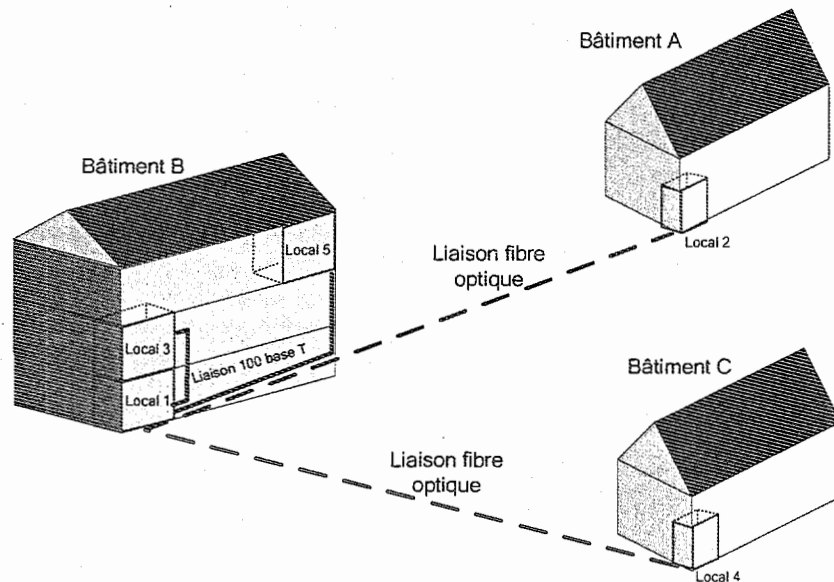 Bâtiment A
Bâtiment B
Local 5
Local 2
Liaison fibre
optique
Local 3
Liaison 100 base T
Bâtiment C
Local 1
Liaison fibre
optique
Local 4